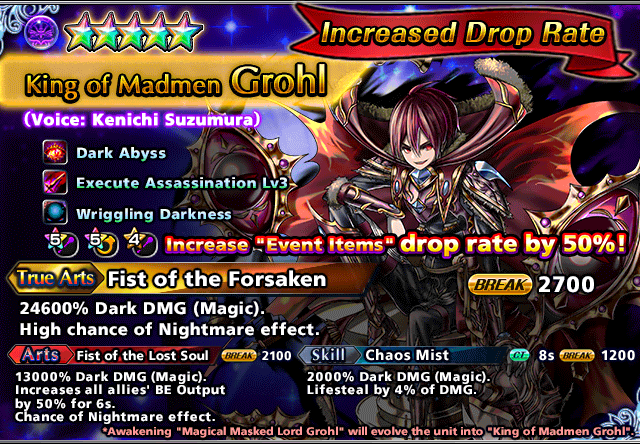 Increased Drop Rate
King of Madmen Grohl
(Voice: Kenichi Suzumura)
Dark Abyss
Execute Assassination Lv3
Wriggling Darkness
5 5 4
Increase "Event Items" drop rate by 50%!
True Arts Fist of the Forsaken BREAK 2700
24600% Dark DMG (Magic).
High chance of Nightmare effect.
Arts Fist of the Lost Soul BREAK 2100
13000% Dark DMG (Magic).
Increases all allies' BE Output
by 50% for 6s.
Chance of Nightmare effect.
Skill Chaos Mist CT 8s BREAK 1200
2000% Dark DMG (Magic).
Lifesteal by 4% of DMG.
*Awakening "Magical Masked Lord Grohl" will evolve the unit into "King of Madmen Grohl".